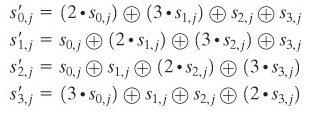 s′0,j = (2 • s0,j) ⊕ (3 • s1,j) ⊕ s2,j ⊕ s3,j
s′1,j = s0,j ⊕ (2 • s1,j) ⊕ (3 • s2,j) ⊕ s3,j
s′2,j = s0,j ⊕ s1,j ⊕ (2 • s2,j) ⊕ (3 • s3,j)
s′3,j = (3 • s0,j) ⊕ s1,j ⊕ s2,j ⊕ (2 • s3,j)